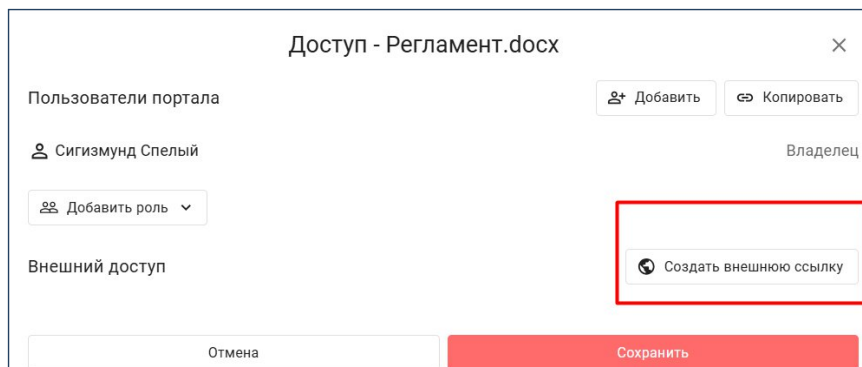 Доступ - Регламент.docx
Пользователи портала
Добавить
Копировать
Сигизмунд Спелый
Владелец
Добавить роль
Внешний доступ
Создать внешнюю ссылку
Отмена
Сохранить